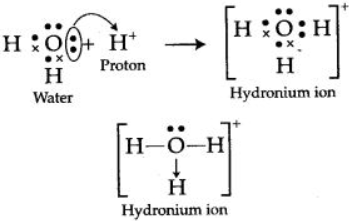 H O + H⁺ → [H O H]⁺
H Proton H
Water Hydronium ion
[H—O—H]⁺
↓
H
Hydronium ion